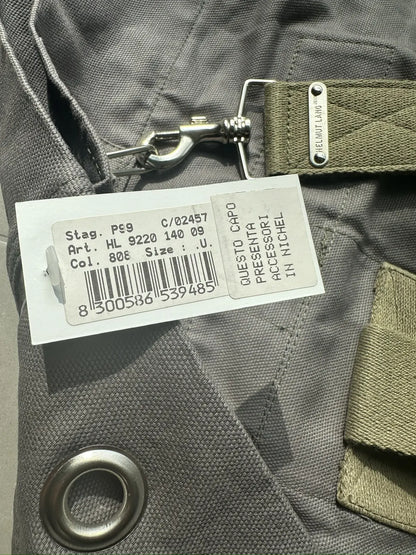 HELMUT LANG
Stag. P99 C/02457
Art. HL 9220 140 09
Col. 808 Size : .U.
8 300586 539485
QUESTO CAPO
PRESENTA
ACCESSORI
IN NICHEL